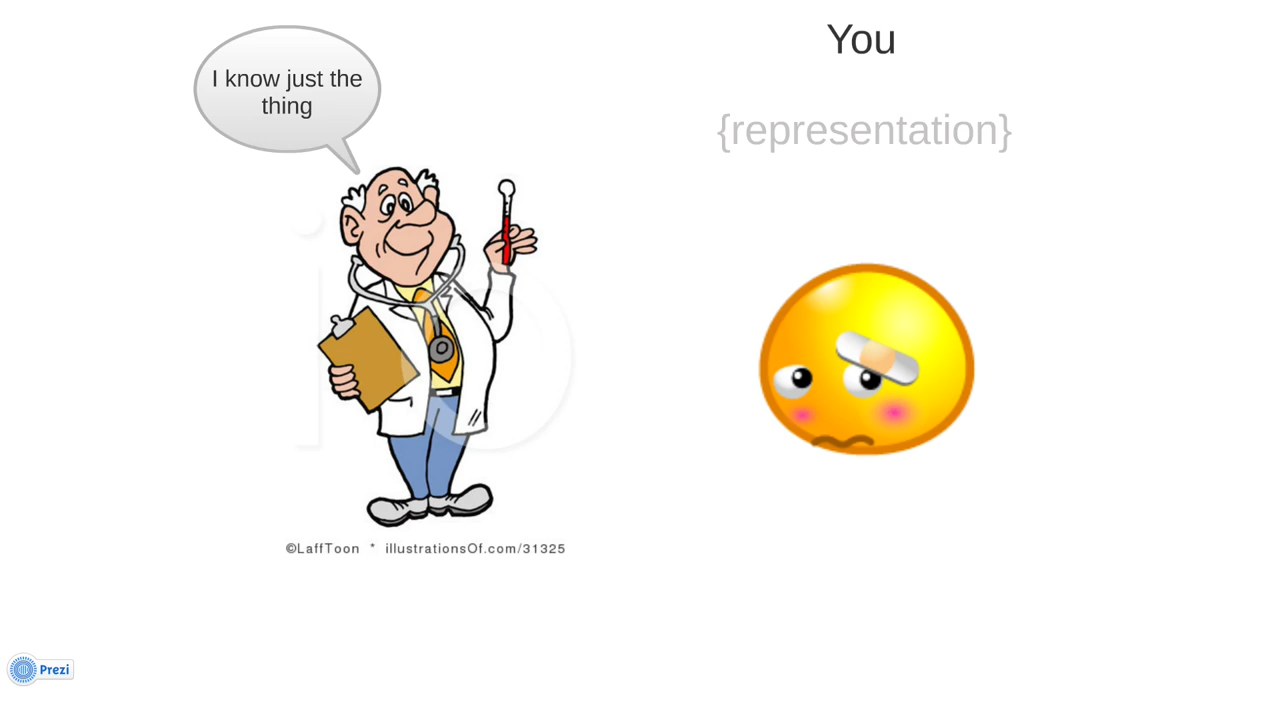 I know just the
thing
You
{representation}
©LaffToon * illustrationsOf.com/31325
Prezi